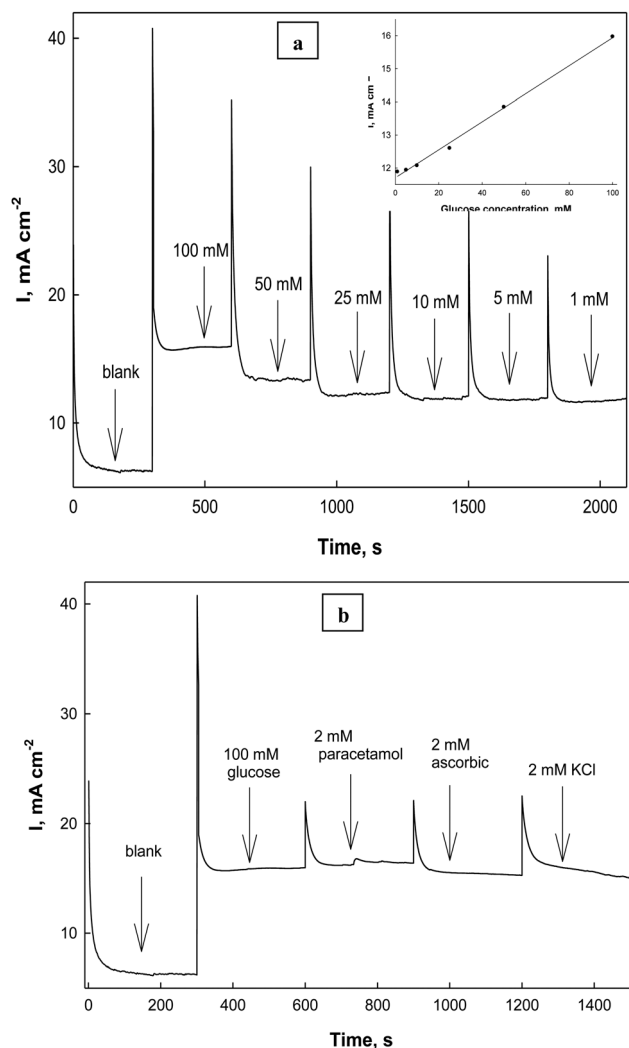 a
I, mA cm-2
40
30
20
10
blank
100 mM
50 mM
25 mM
10 mM
5 mM
1 mM
0
500
1000
1500
2000
Time, s
I, mA cm–
16
14
13
12
0
20
40
60
80
100
Glucose concentration, mM
b
I, mA cm-2
40
30
20
10
blank
100 mM
glucose
2 mM
paracetamol
2 mM
ascorbic
2 mM KCl
0
200
400
600
800
1000
1200
1400
Time, s